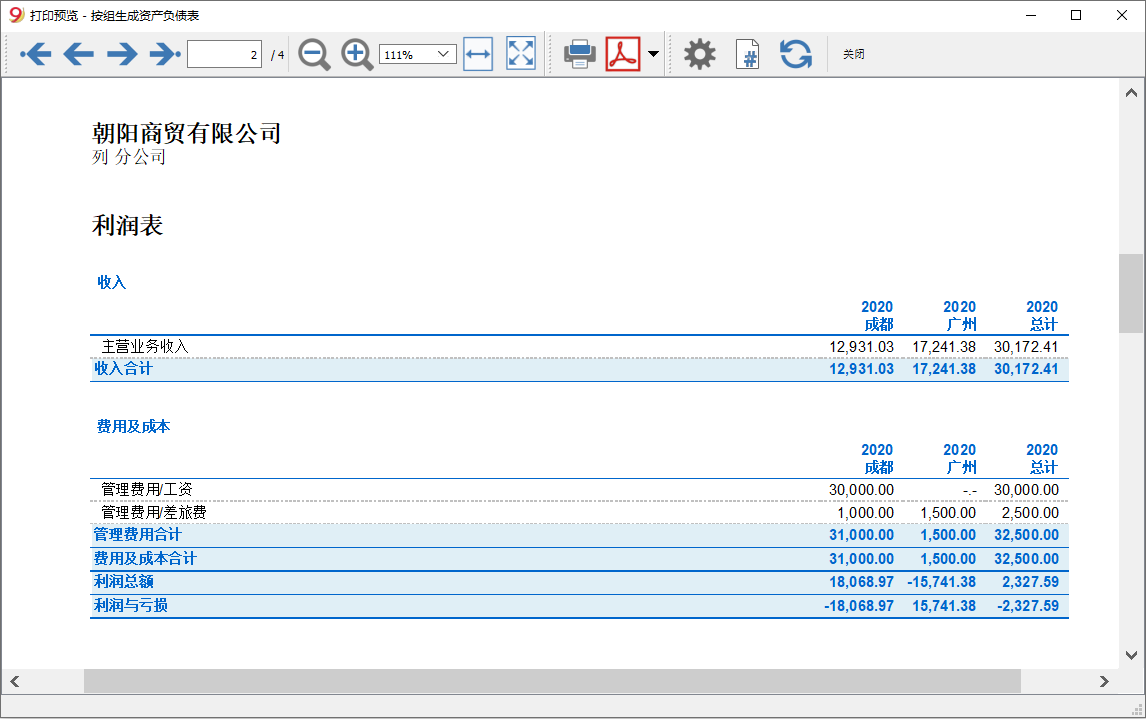 打印预览 - 按组生成资产负债表
2 / 4 111% # 关闭
朝阳商贸有限公司
列 分公司
利润表
收入
2020 2020 2020
成都 广州 总计
主营业务收入 12,931.03 17,241.38 30,172.41
收入合计 12,931.03 17,241.38 30,172.41
费用及成本
2020 2020 2020
成都 广州 总计
管理费用/工资 30,000.00 -.- 30,000.00
管理费用/差旅费 1,000.00 1,500.00 2,500.00
管理费用合计 31,000.00 1,500.00 32,500.00
费用及成本合计 31,000.00 1,500.00 32,500.00
利润总额 18,068.97 -15,741.38 2,327.59
利润与亏损 -18,068.97 15,741.38 -2,327.59